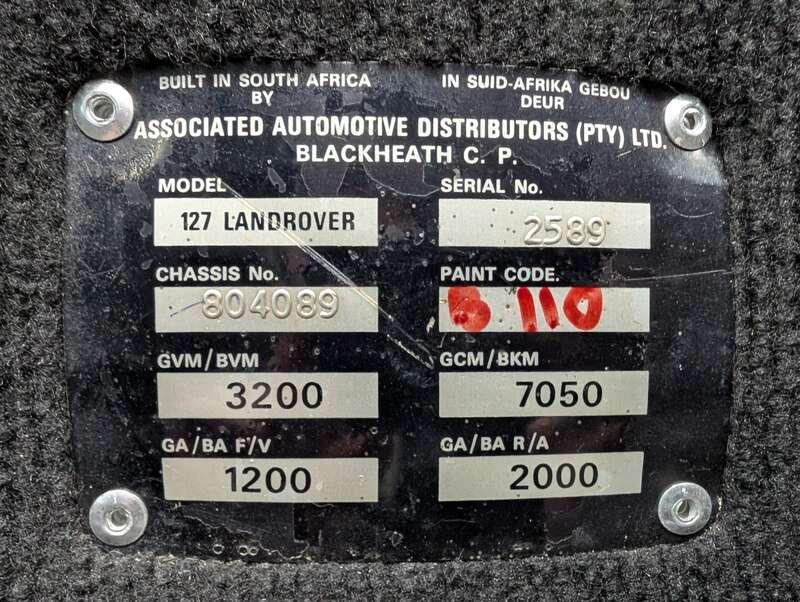 BUILT IN SOUTH AFRICA IN SUID-AFRIKA GEBOU
BY DEUR
ASSOCIATED AUTOMOTIVE DISTRIBUTORS (PTY) LTD.
BLACKHEATH C. P.
MODEL SERIAL No.
127 LANDROVER 2589
CHASSIS No. PAINT CODE.
804089 B 110
GVM/BVM GCM/BKM
3200 7050
GA/BA F/V GA/BA R/A
1200 2000